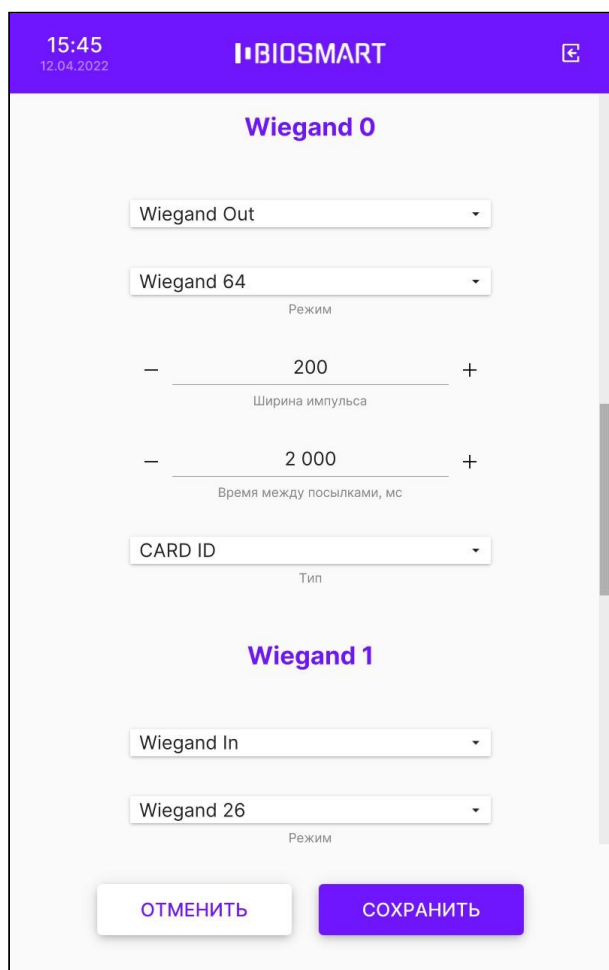 15:45
12.04.2022
BIOSMART
Wiegand 0
Wiegand Out
Wiegand 64
Режим
— 200 +
Ширина импульса
— 2 000 +
Время между посылками, мс
CARD ID
Тип
Wiegand 1
Wiegand In
Wiegand 26
Режим
ОТМЕНИТЬ
СОХРАНИТЬ